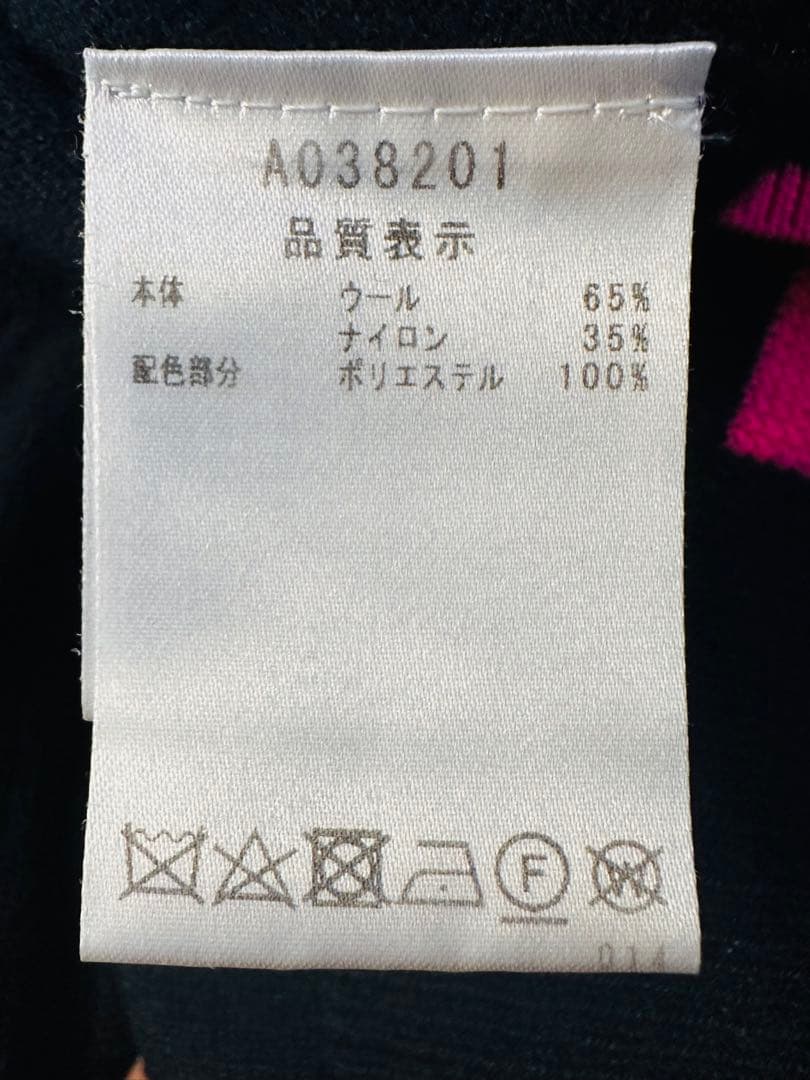 A038201
品質表示
本体 ウール 65%
ナイロン 35%
配色部分 ポリエステル 100%
F W
014